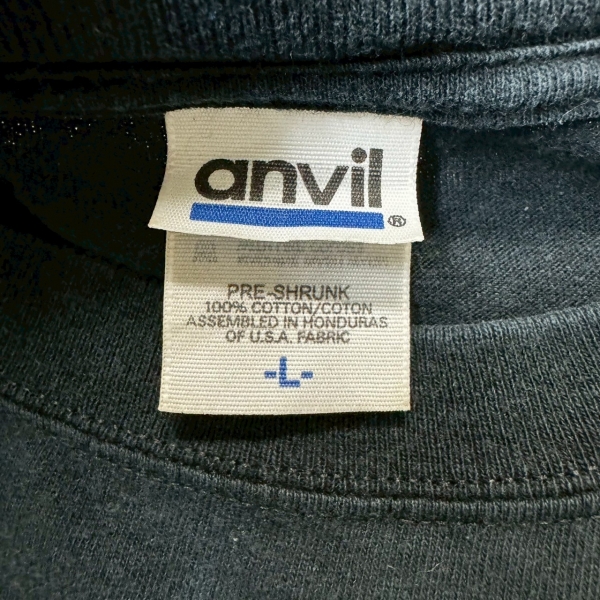 anvil®
PRE-SHRUNK
100% COTTON/COTON
ASSEMBLED IN HONDURAS
OF U.S.A. FABRIC
-L-